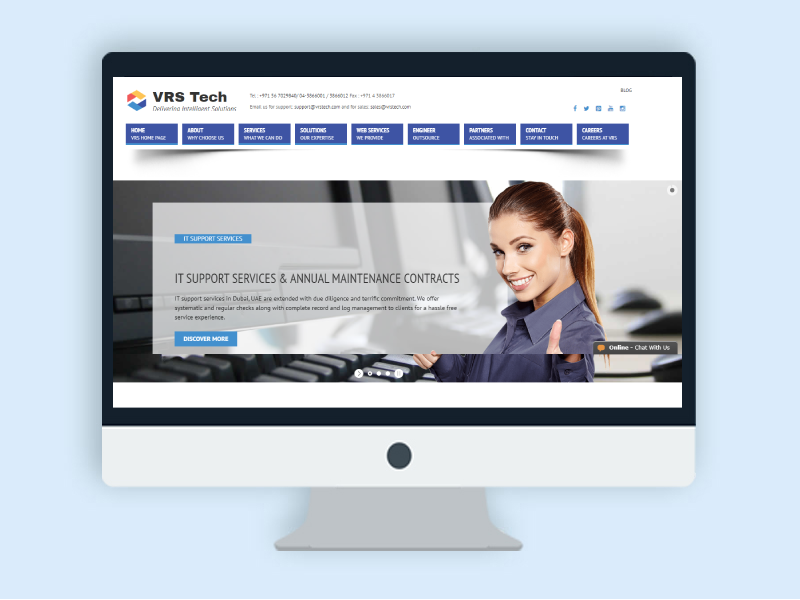 BLOG
VRS Tech
Delivering Intelligent Solutions
Tel : +971 56 7029840/ 04-3866001 / 3866012 Fax : +971 4 3866017
Email us for support: support@vrstech.com and for sales: sales@vrstech.com
HOME
VRS HOME PAGE
ABOUT
WHY CHOOSE US
SERVICES
WHAT WE CAN DO
SOLUTIONS
OUR EXPERTISE
WEB SERVICES
WE PROVIDE
ENGINEER
OUTSOURCE
PARTNERS
ASSOCIATED WITH
CONTACT
STAY IN TOUCH
CAREERS
CAREERS AT VRS
IT SUPPORT SERVICES
IT SUPPORT SERVICES & ANNUAL MAINTENANCE CONTRACTS
IT support services in Dubai, UAE are extended with due diligence and terrific commitment. We offer
systematic and regular checks along with complete record and log management to clients for a hassle free
service experience.
DISCOVER MORE
Online - Chat With Us